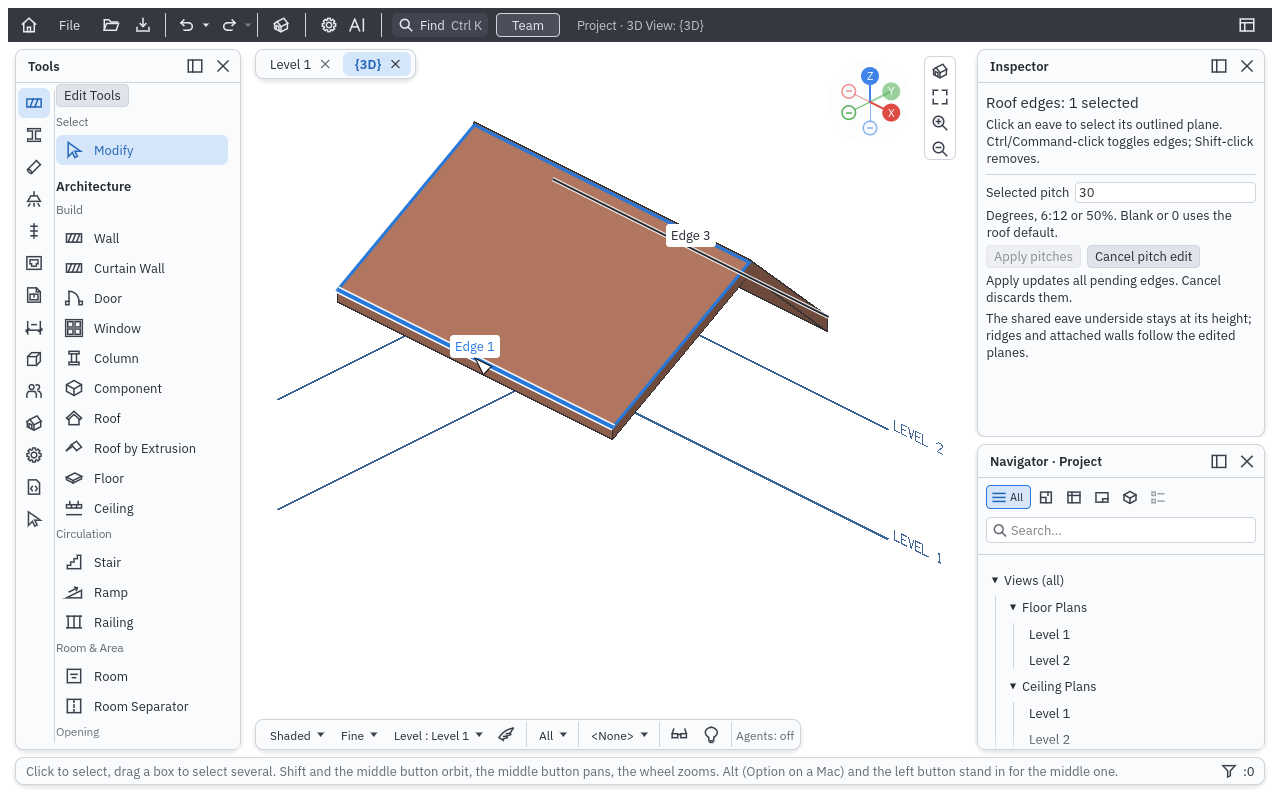 File
Find Ctrl K
Team
Project · 3D View: {3D}
Tools
Edit Tools
Select
Modify
Architecture
Build
Wall
Curtain Wall
Door
Window
Column
Component
Roof
Roof by Extrusion
Floor
Ceiling
Circulation
Stair
Ramp
Railing
Room & Area
Room
Room Separator
Opening
Level 1
{3D}
Z
Y
X
Edge 3
Edge 1
LEVEL 2
LEVEL 1
Shaded
Fine
Level : Level 1
All
<None>
Agents: off
Inspector
Roof edges: 1 selected
Click an eave to select its outlined plane.
Ctrl/Command-click toggles edges; Shift-click
removes.
Selected pitch 30
Degrees, 6:12 or 50%. Blank or 0 uses the
roof default.
Apply pitches
Cancel pitch edit
Apply updates all pending edges. Cancel
discards them.
The shared eave underside stays at its height;
ridges and attached walls follow the edited
planes.
Navigator · Project
All
Search...
Views (all)
Floor Plans
Level 1
Level 2
Ceiling Plans
Level 1
Level 2
Click to select, drag a box to select several. Shift and the middle button orbit, the middle button pans, the wheel zooms. Alt (Option on a Mac) and the left button stand in for the middle one.
:0